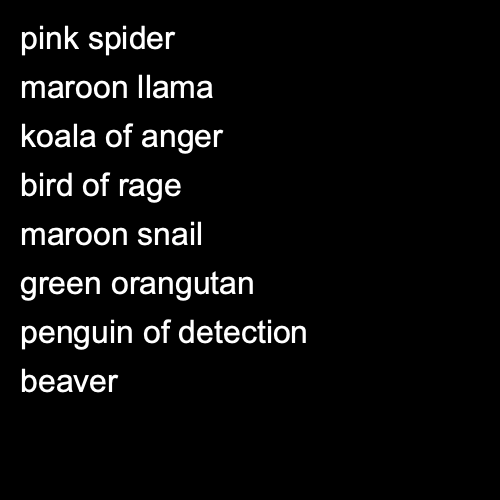 pink spider
maroon llama
koala of anger
bird of rage
maroon snail
green orangutan
penguin of detection
beaver